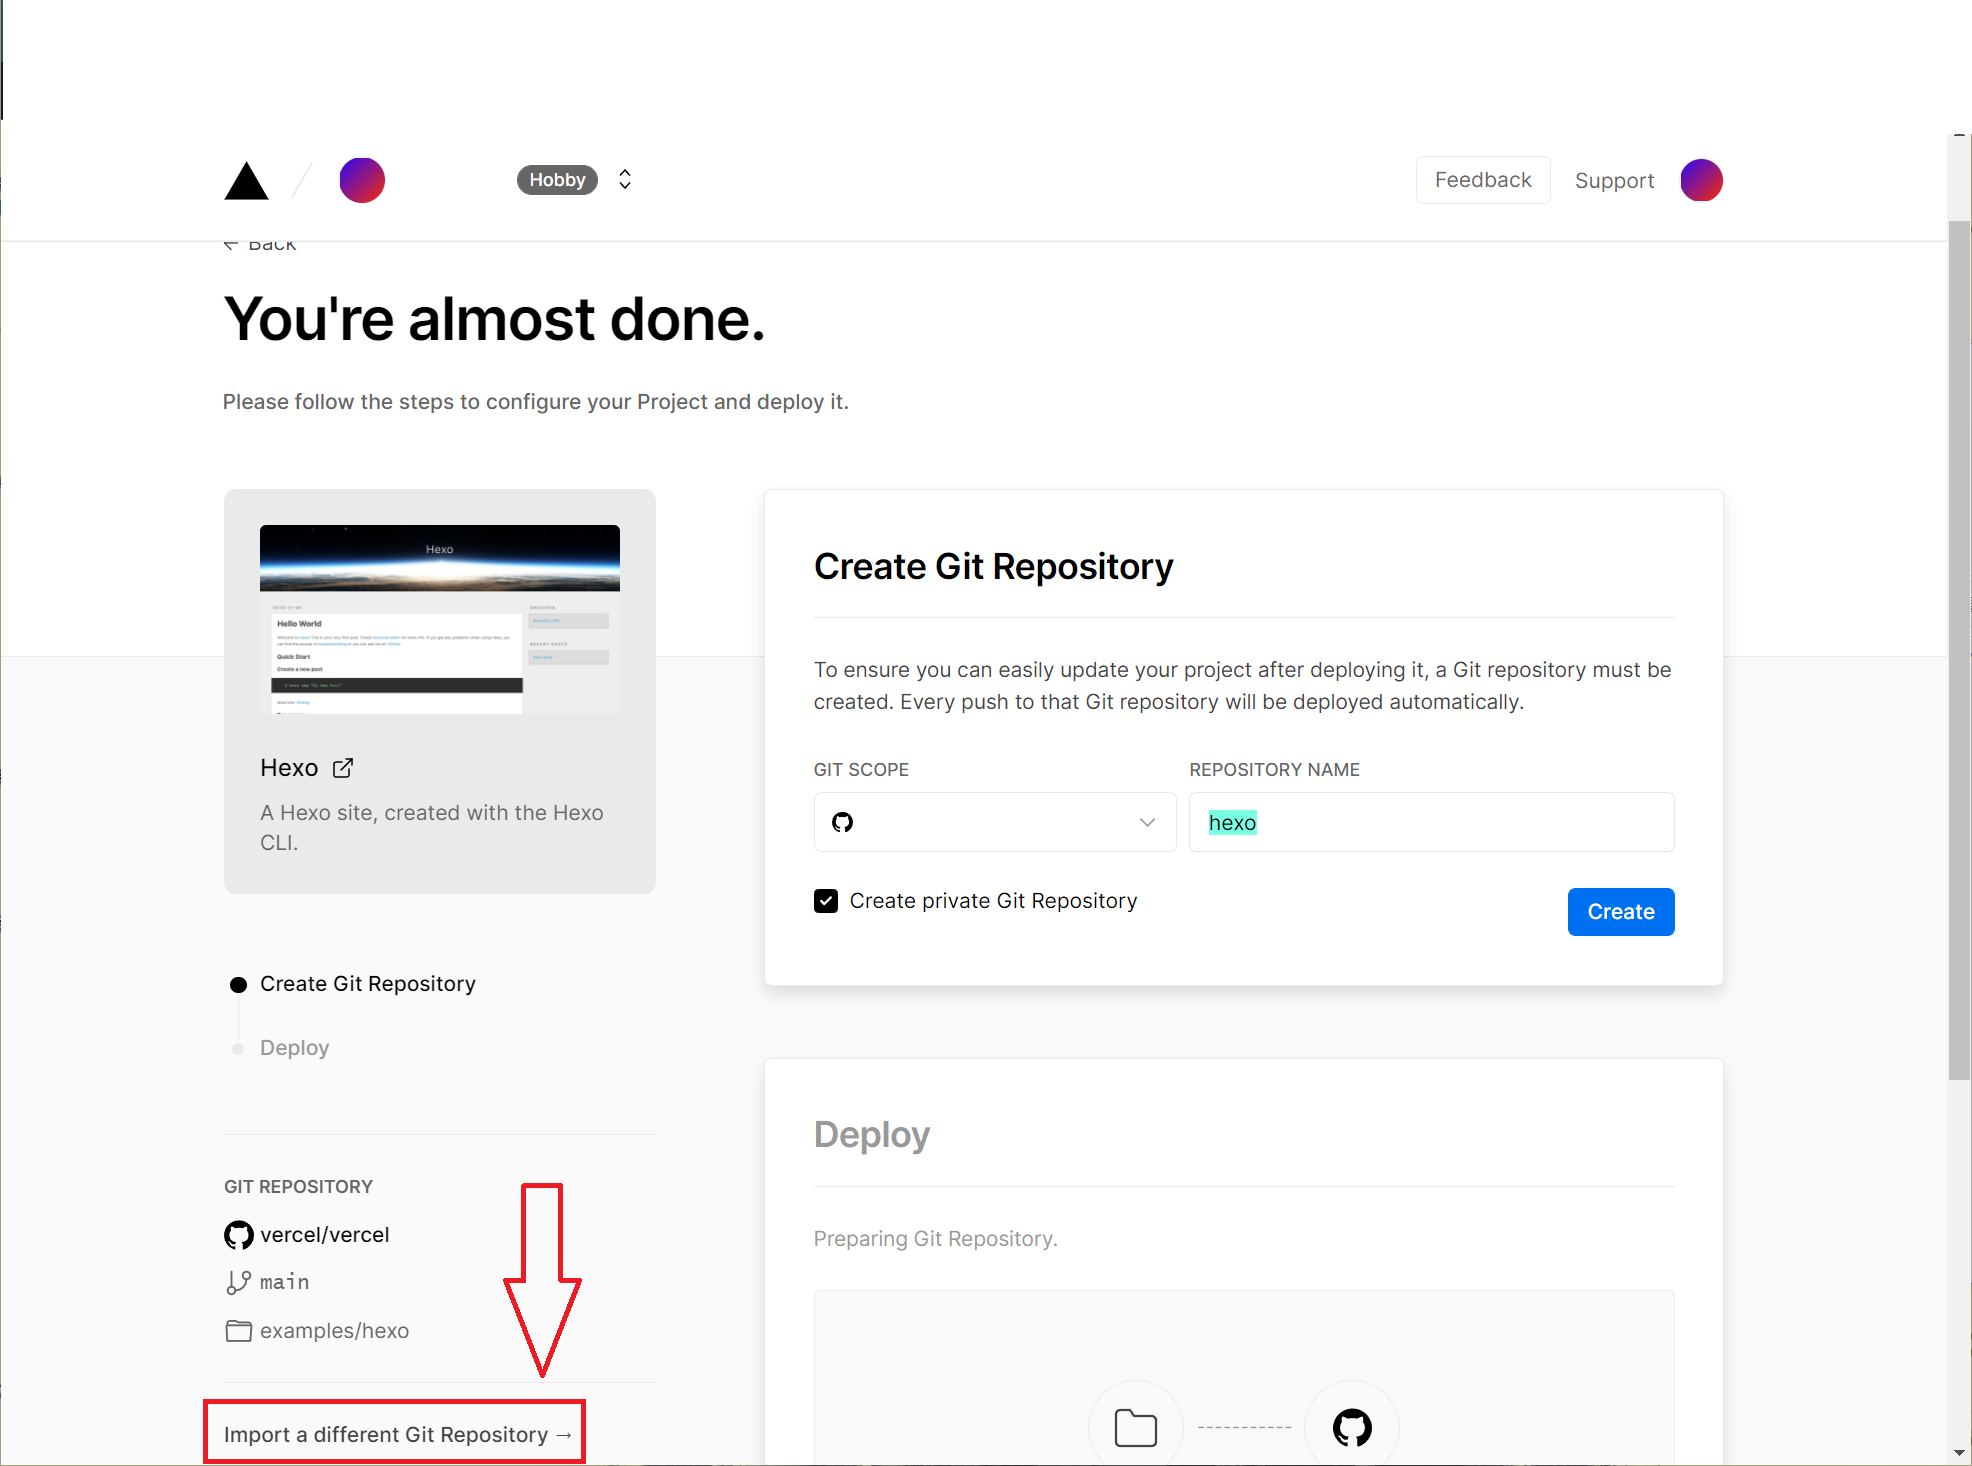 Hobby
Feedback
Support
← Back
You're almost done.
Please follow the steps to configure your Project and deploy it.
Hexo
Hello World
Quick Start
Create a new post
Hexo
A Hexo site, created with the Hexo
CLI.
Create Git Repository
Deploy
GIT REPOSITORY
vercel/vercel
main
examples/hexo
Import a different Git Repository →
Create Git Repository
To ensure you can easily update your project after deploying it, a Git repository must be
created. Every push to that Git repository will be deployed automatically.
GIT SCOPE
REPOSITORY NAME
hexo
Create private Git Repository
Create
Deploy
Preparing Git Repository.